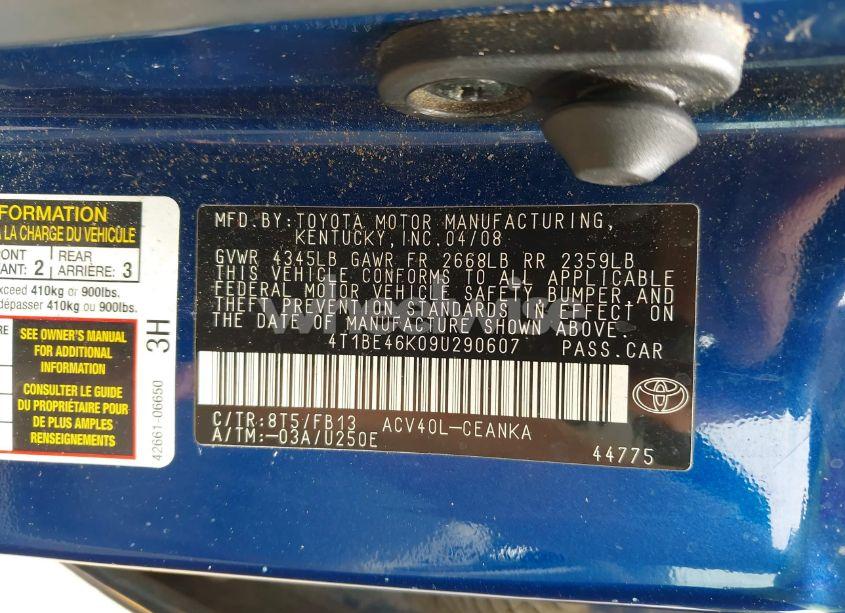 FORMATION
À LA CHARGE DU VÉHICULE
FRONT
ANT: 2
REAR
ARRIÈRE: 3
exceed 410kg or 900lbs.
dépasser 410kg ou 900lbs.
SEE OWNER'S MANUAL
FOR ADDITIONAL
INFORMATION
CONSULTER LE GUIDE
DU PROPRIÉTAIRE POUR
DE PLUS AMPLES
RENSEIGNEMENTS
3H
42661-06650
MFD.BY:TOYOTA MOTOR MANUFACTURING,
KENTUCKY,INC.04/08
GVWR 4345LB GAWR FR 2668LB RR 2359LB
THIS VEHICLE CONFORMS TO ALL APPLICABLE
FEDERAL MOTOR VEHICLE SAFETY BUMPER AND
THEFT PREVENTION STANDARDS IN EFFECT ON
THE DATE OF MANUFACTURE SHOWN ABOVE.
4T1BE46K09U290607 PASS.CAR
C/TR:8T5/FB13 ACV40L-CEANKA
A/TM:-03A/U250E
44775